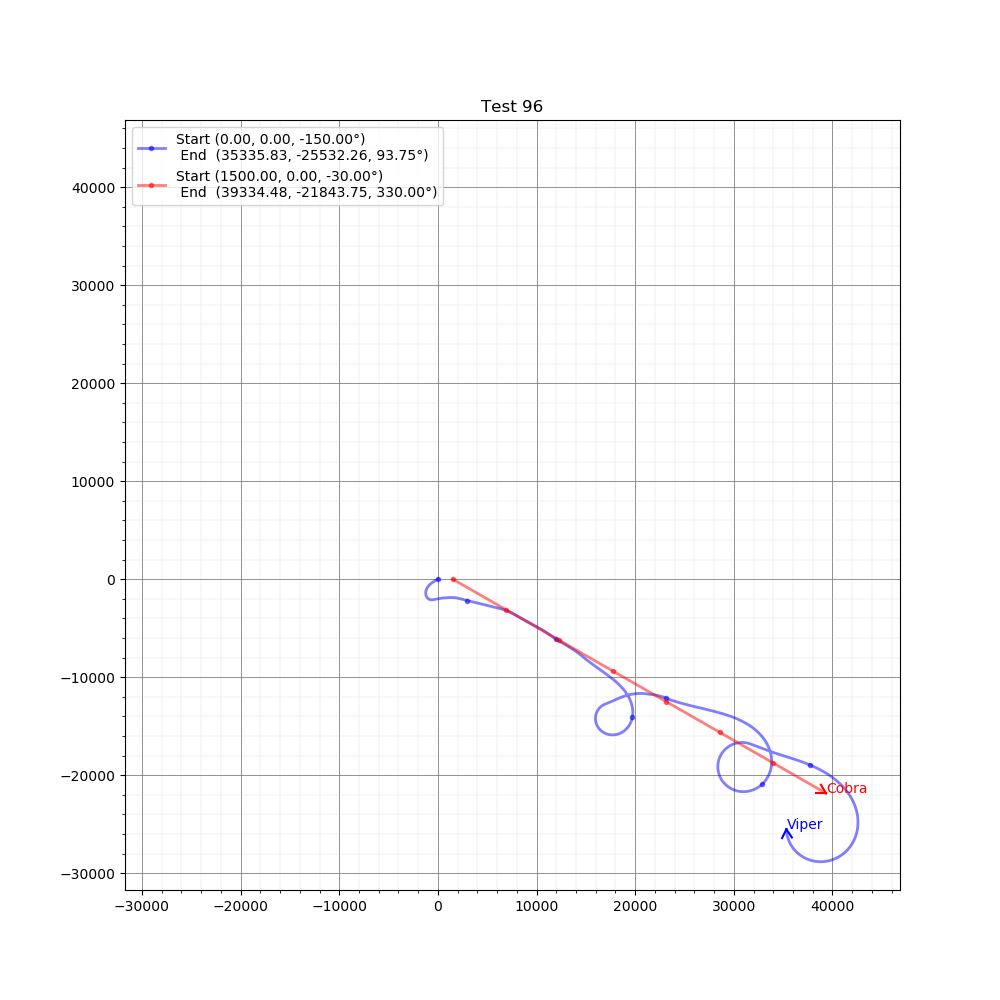 Test 96
Start (0.00, 0.00, -150.00°)
End  (35335.83, -25532.26, 93.75°)
Start (1500.00, 0.00, -30.00°)
End  (39334.48, -21843.75, 330.00°)
40000
30000
20000
10000
0
−10000
−20000
−30000
Cobra
Viper
−30000 −20000 −10000 0 10000 20000 30000 40000